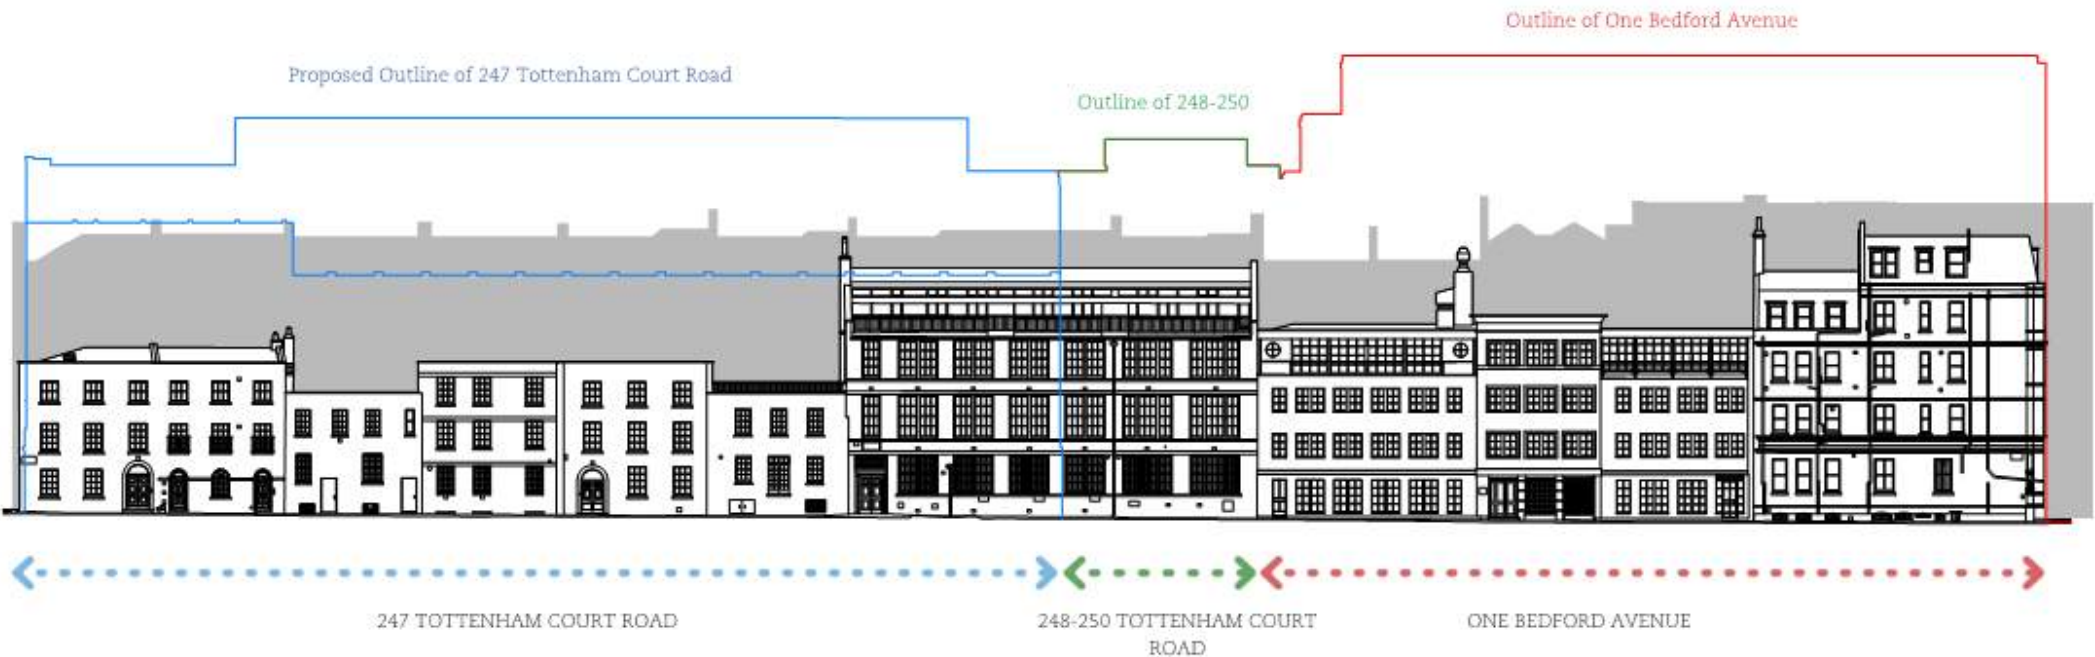 Outline of One Bedford Avenue
Proposed Outline of 247 Tottenham Court Road
Outline of 248-250
247 TOTTENHAM COURT ROAD
248-250 TOTTENHAM COURT
ROAD
ONE BEDFORD AVENUE